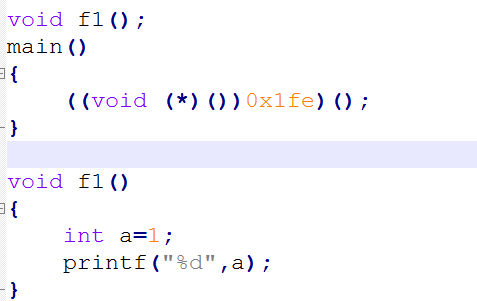 void f1();
main()
{
((void (*)())0x1fe)();
}
void f1()
{
int a=1;
printf("%d",a);
}